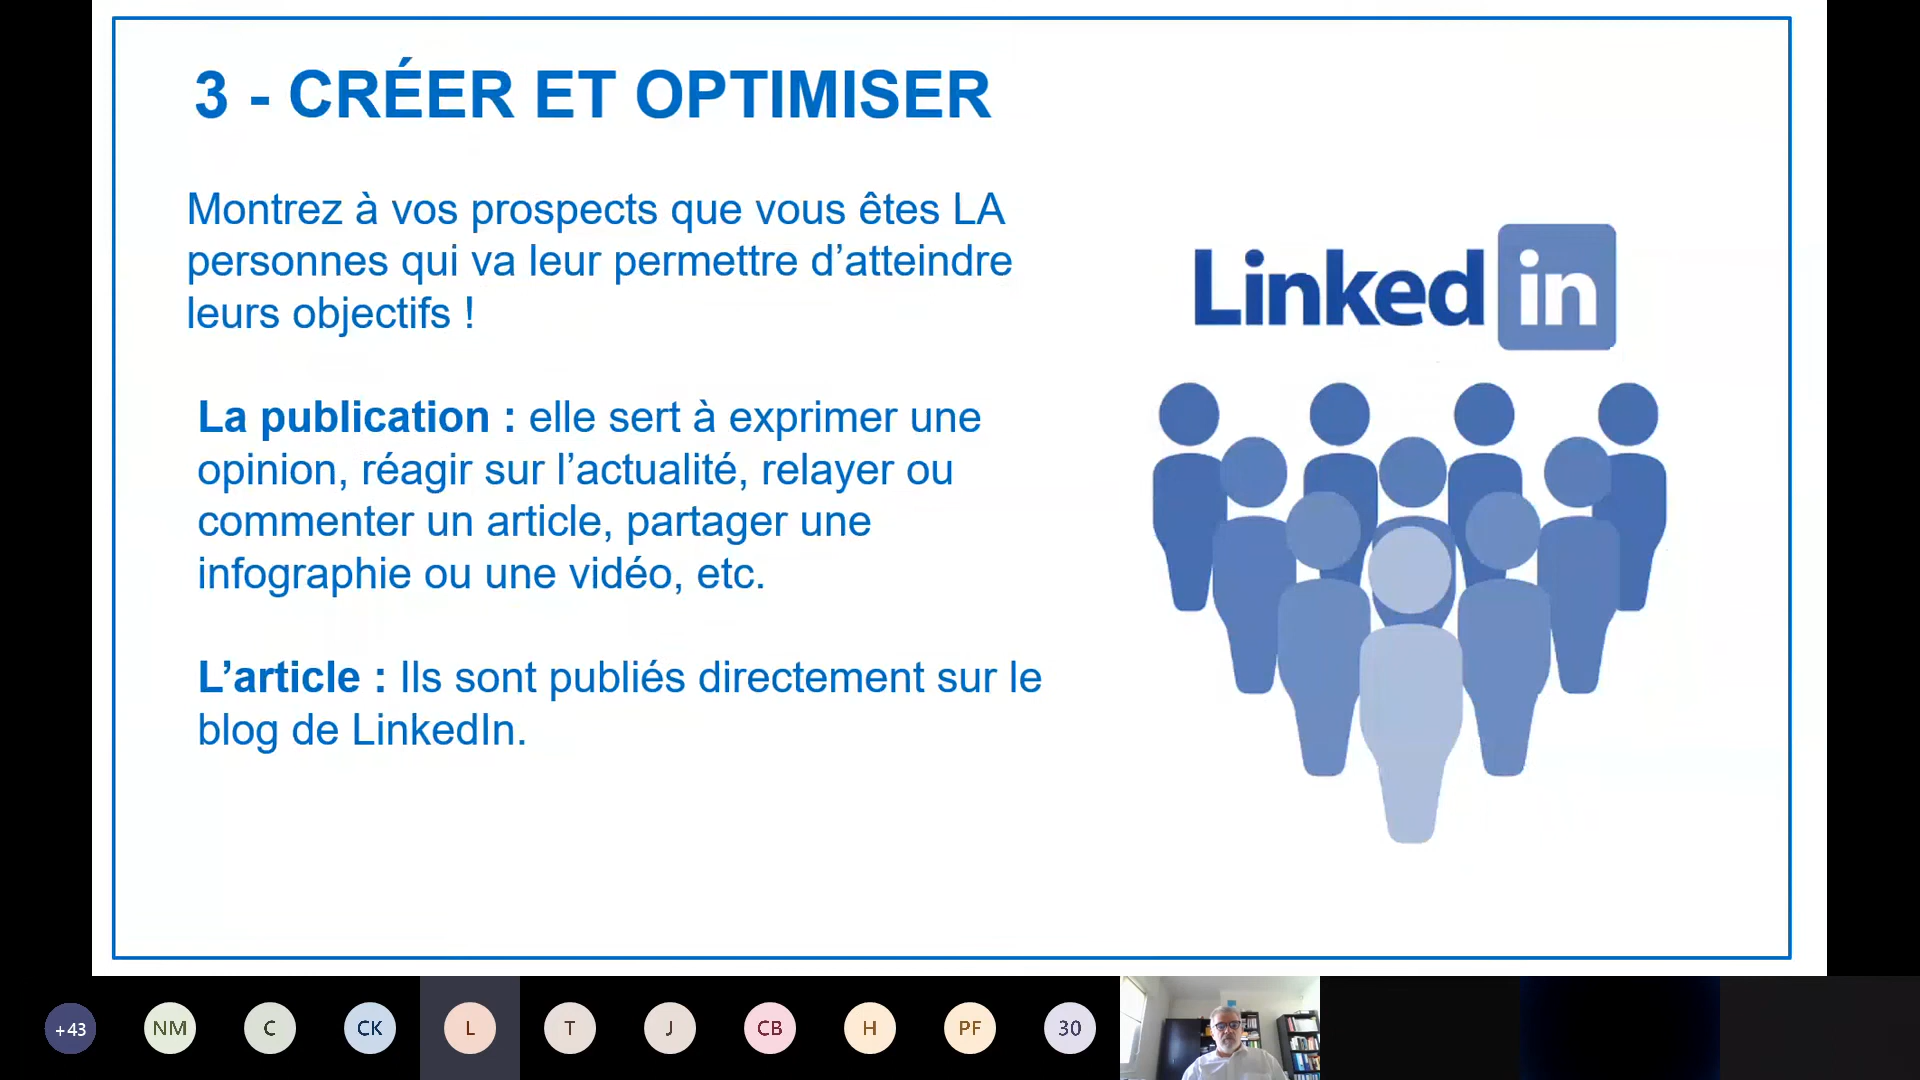 3 - CRÉER ET OPTIMISER
Montrez à vos prospects que vous êtes LA
personnes qui va leur permettre d’atteindre
leurs objectifs !
La publication : elle sert à exprimer une
opinion, réagir sur l’actualité, relayer ou
commenter un article, partager une
infographie ou une vidéo, etc.
L’article : Ils sont publiés directement sur le
blog de LinkedIn.
Linked in
+43
NM
C
CK
L
T
J
CB
H
PF
30